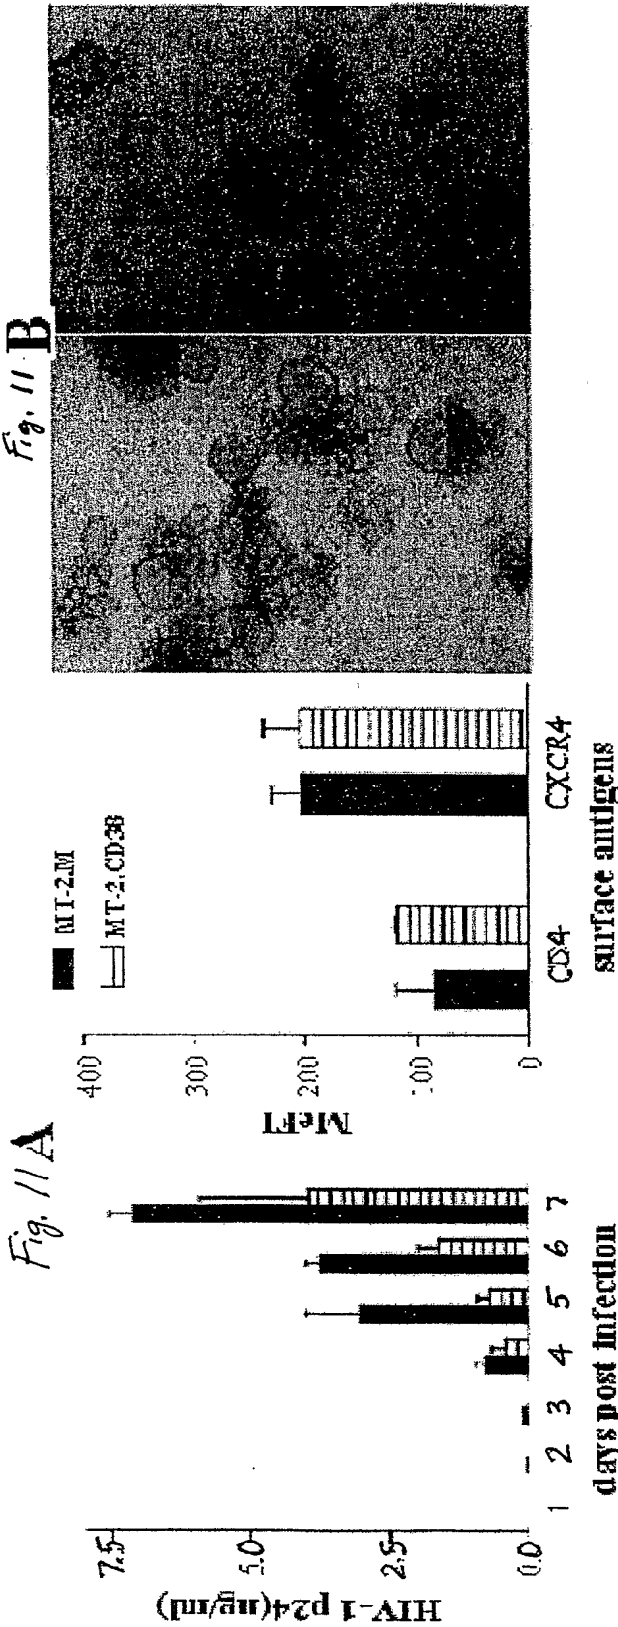 Fig. 11 A
HIV-1 p24 (ng/ml)
7.5
5.0
2.5
0.0
1 2 3 4 5 6 7
days post infection
MT-2.M
MT-2.CD38
MeFI
400
300
200
100
0
CD4 CXCR4
surface antigens
Fig. 11 B